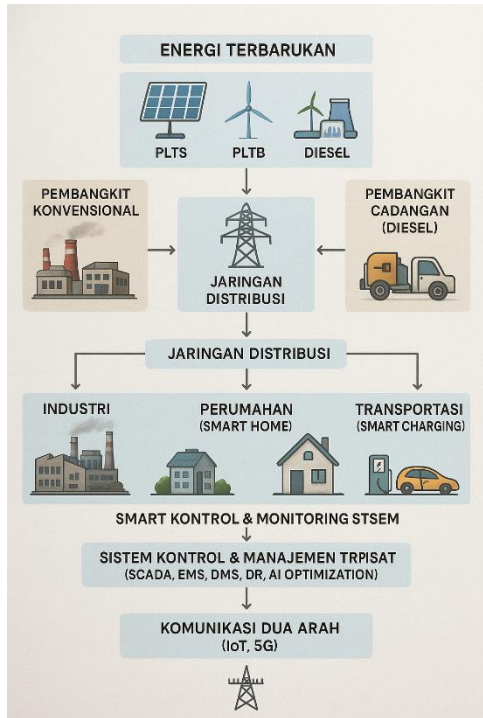 ENERGI TERBARUKAN
PLTS
PLTB
DIESEL
PEMBANGKIT
KONVENSIONAL
JARINGAN
DISTRIBUSI
PEMBANGKIT
CADANGAN
(DIESEL)
JARINGAN DISTRIBUSI
INDUSTRI
PERUMAHAN
(SMART HOME)
TRANSPORTASI
(SMART CHARGING)
SMART KONTROL & MONITORING STSEM
SISTEM KONTROL & MANAJEMEN TRPISAT
(SCADA, EMS, DMS, DR, AI OPTIMIZATION)
KOMUNIKASI DUA ARAH
(IoT, 5G)